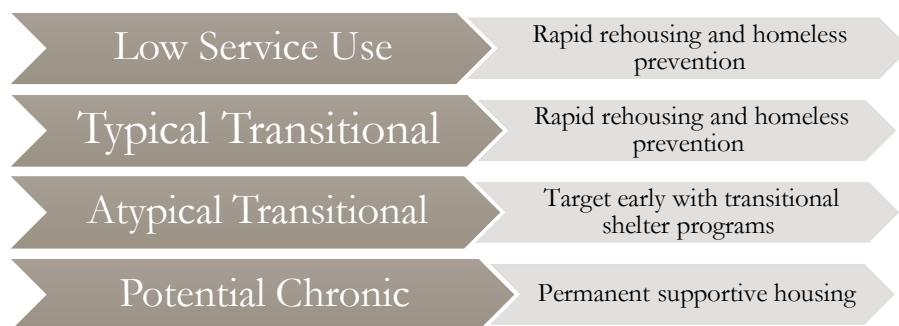 Low Service Use
Rapid rehousing and homeless
prevention
Typical Transitional
Rapid rehousing and homeless
prevention
Atypical Transitional
Target early with transitional
shelter programs
Potential Chronic
Permanent supportive housing